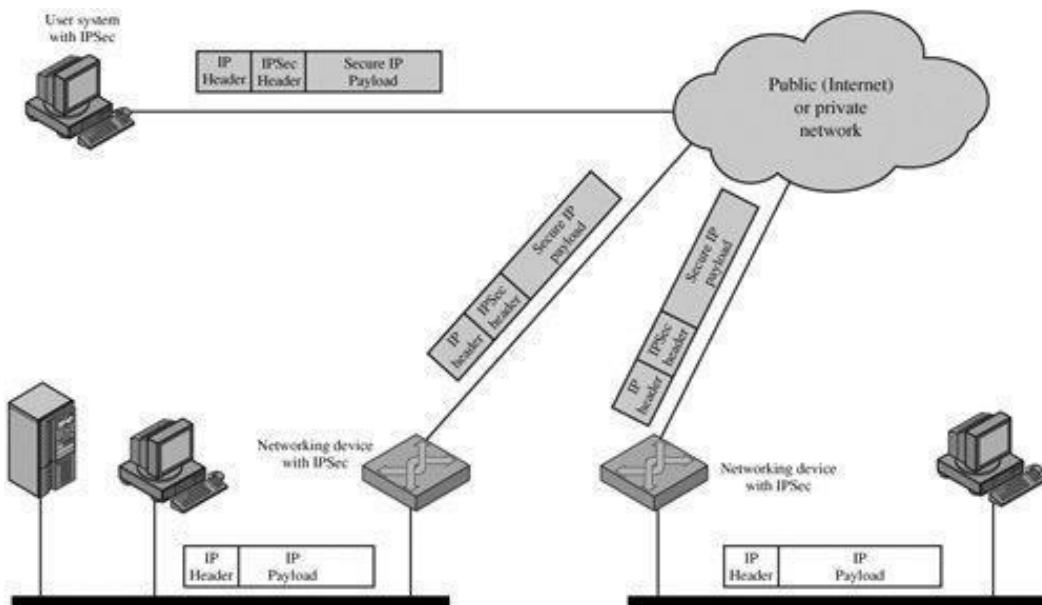 User system
with IPSec
IP
Header
IPSec
Header
Secure IP
Payload
Public (Internet)
or private
network
IP
header
IPSec
header
Secure IP
payload
IP
header
IPSec
header
Secure IP
payload
Networking device
with IPSec
Networking device
with IPSec
IP
Header
IP
Payload
IP
Header
IP
Payload